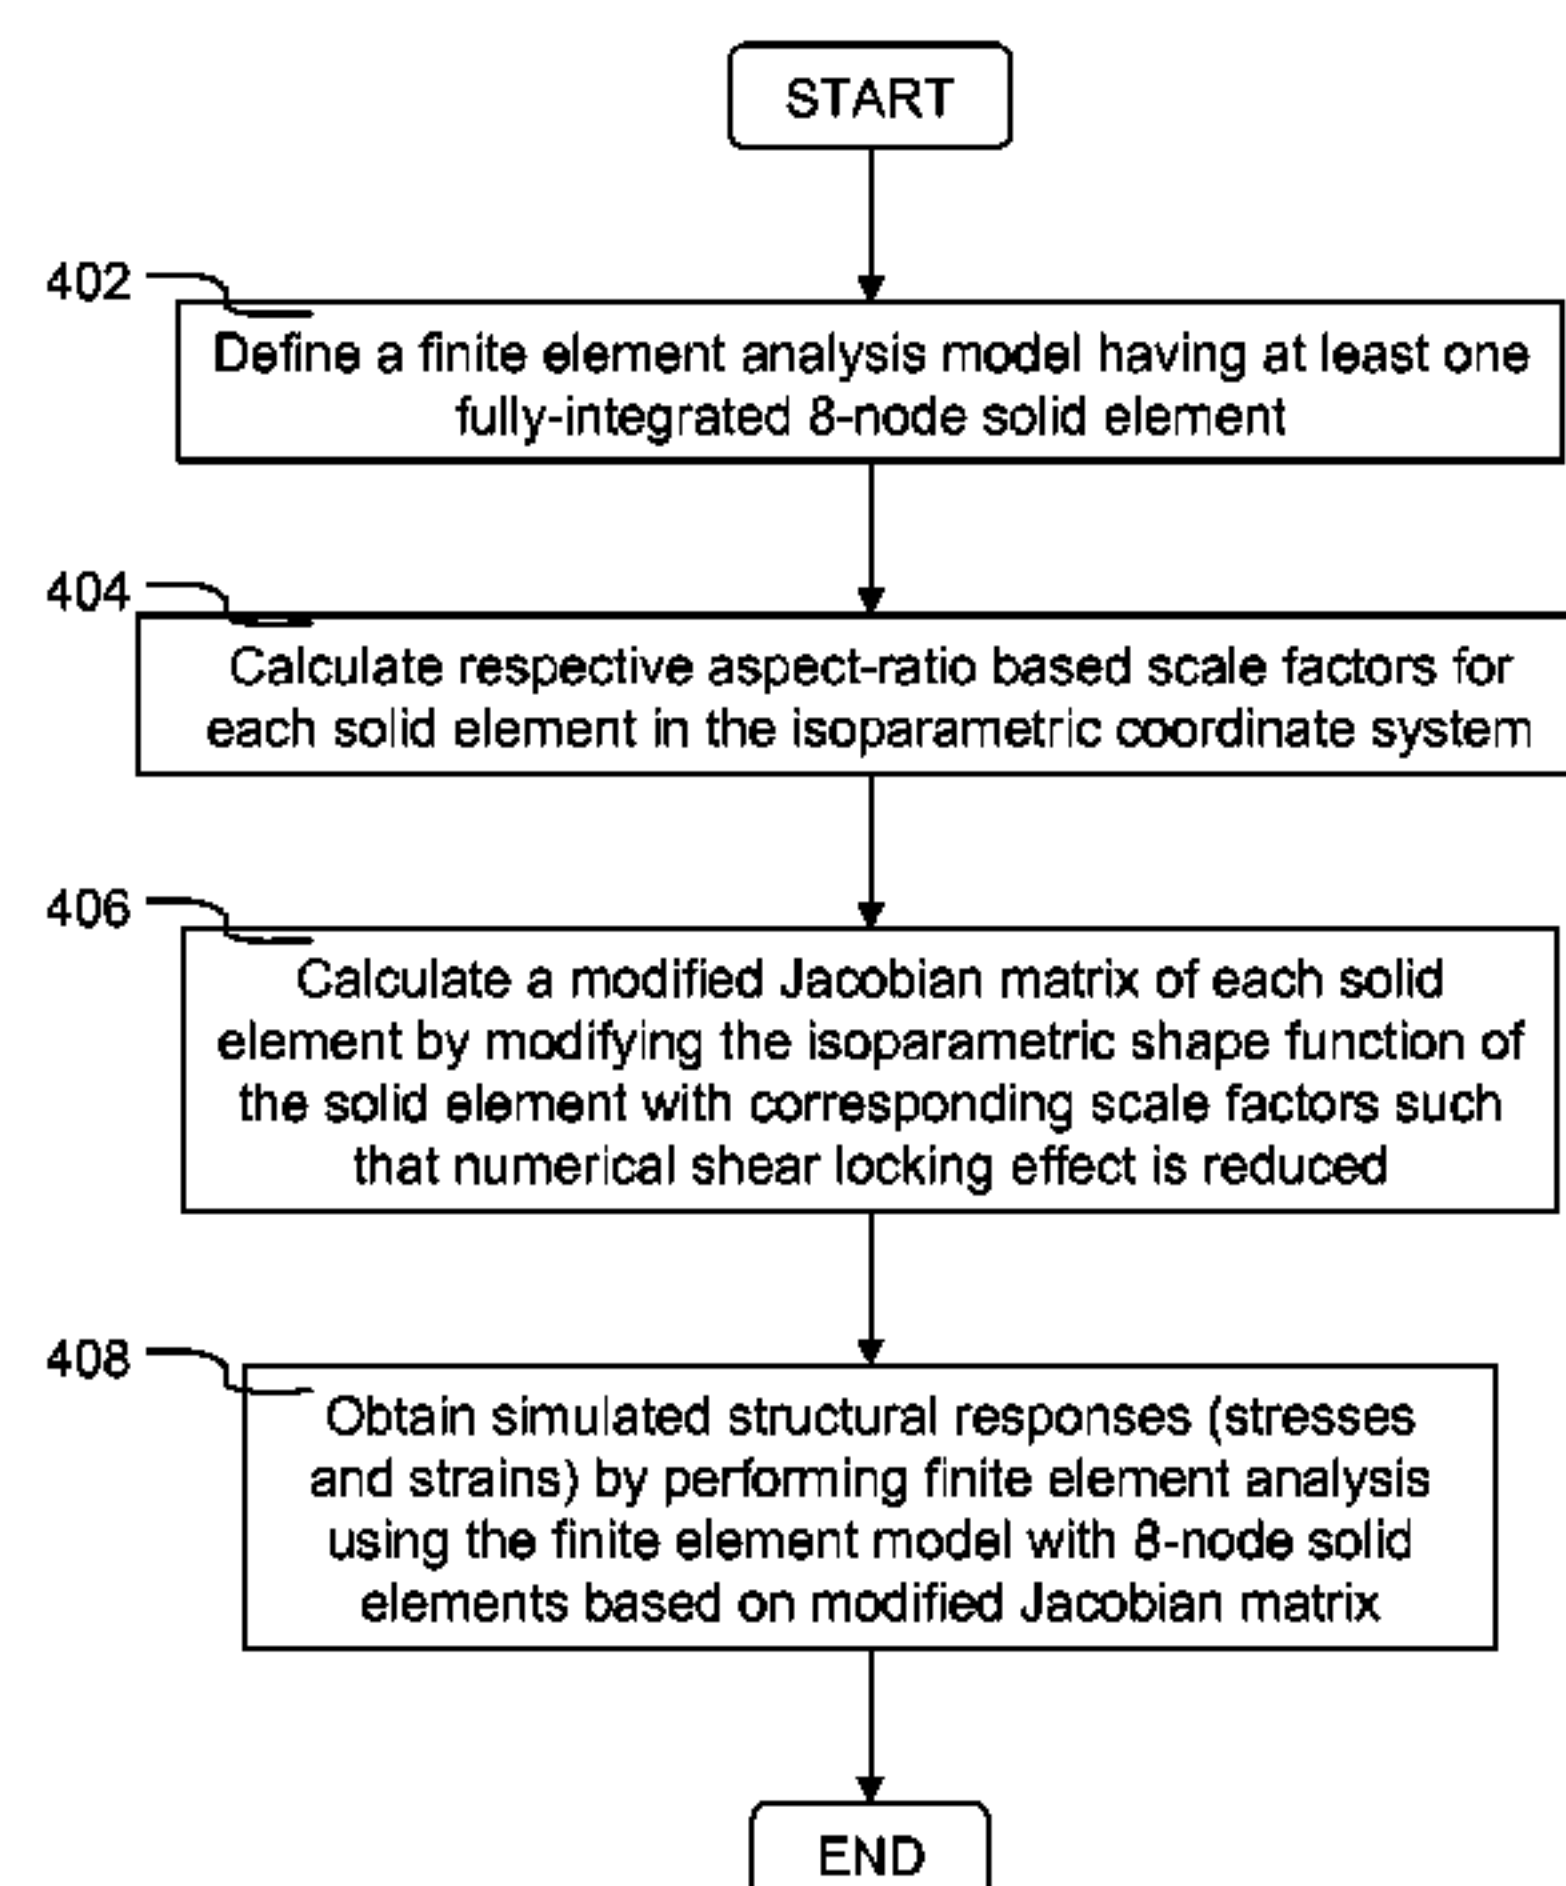 START
402
Define a finite element analysis model having at least one
fully-integrated 8-node solid element
404
Calculate respective aspect-ratio based scale factors for
each solid element in the isoparametric coordinate system
406
Calculate a modified Jacobian matrix of each solid
element by modifying the isoparametric shape function of
the solid element with corresponding scale factors such
that numerical shear locking effect is reduced
408
Obtain simulated structural responses (stresses
and strains) by performing finite element analysis
using the finite element model with 8-node solid
elements based on modified Jacobian matrix
END